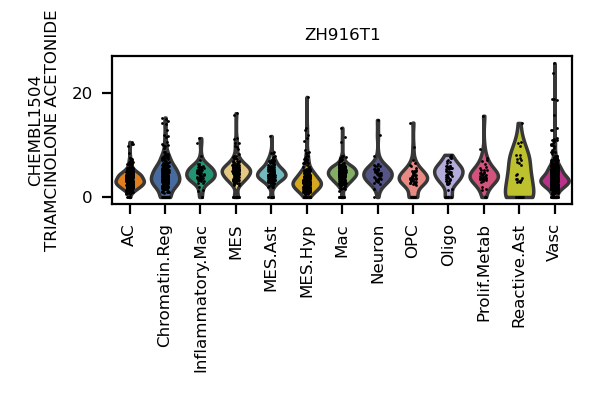 ZH916T1
CHEMBL1504
TRIAMCINOLONE ACETONIDE
20
0
AC
Chromatin.Reg
Inflammatory.Mac
MES
MES.Ast
MES.Hyp
Mac
Neuron
OPC
Oligo
Prolif.Metab
Reactive.Ast
Vasc